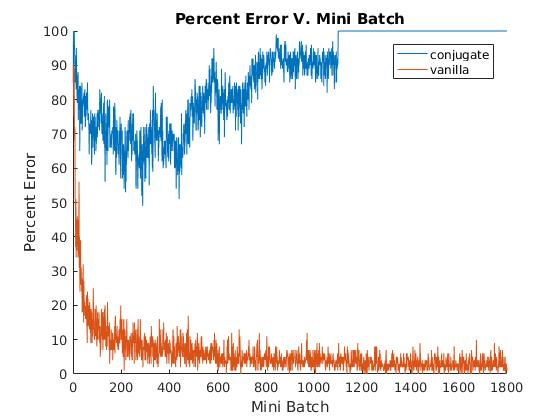 Percent Error V. Mini Batch
100
90
80
70
60
50
40
30
20
10
0
Percent Error
conjugate
vanilla
0 200 400 600 800 1000 1200 1400 1600 1800
Mini Batch